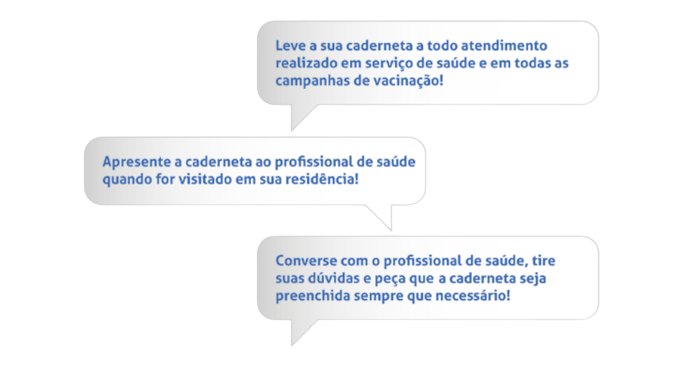 Leve a sua caderneta a todo atendimento
realizado em serviço de saúde e em todas as
campanhas de vacinação!
Apresente a caderneta ao profissional de saúde
quando for visitado em sua residência!
Converse com o profissional de saúde, tire
suas dúvidas e peça que a caderneta seja
preenchida sempre que necessário!